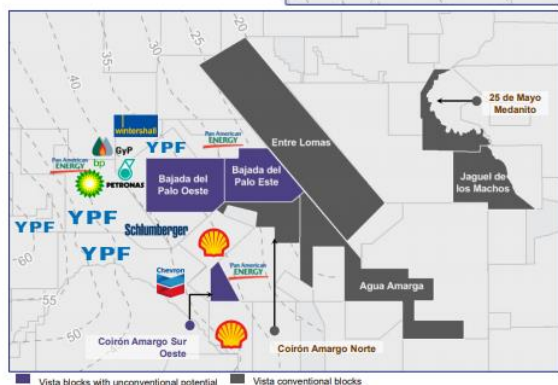 -20
-25
-30
-35
-40
-45
wintershall
YPF
Pan American
ENERGY
Entre Lomas
25 de Mayo
Medanito
GyP
bp
Pan American
ENERGY
PETRONAS
Bajada del
Palo Oeste
Bajada del
Palo Este
Jaguel de
los Machos
YPF
YPF
Schlumberger
YPF
60
Chevron
Pan American
ENERGY
Agua Amarga
55
50
Coirón Amargo Sur
Oeste
Coirón Amargo Norte
Vista blocks with unconventional potential
Vista conventional blocks